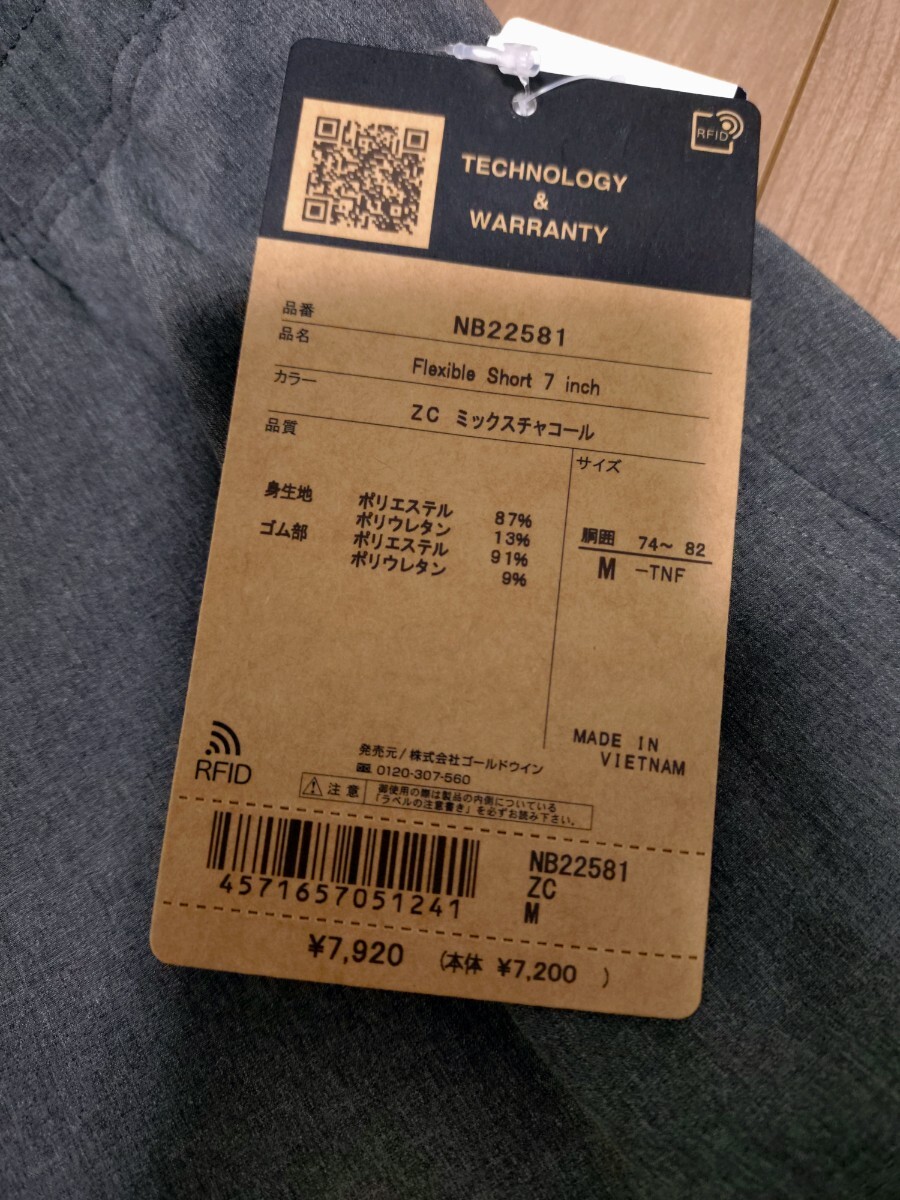 RFID
TECHNOLOGY
&
WARRANTY
品番 NB22581
品名 Flexible Short 7 inch
カラー ZC ミックスチャコール
品質
サイズ
身生地 ポリエステル 87%
ポリウレタン 13%
ゴム部 ポリエステル 91%
ポリウレタン 9%
胴囲 74~ 82
M -TNF
MADE IN
VIETNAM
RFID
発売元/株式会社ゴールドウイン
0120-307-560
注意 御使用の際は製品の内側についている
「ラベルの注意書き」を必ずお読み下さい。
4571657051241
NB22581
ZC
M
¥7,920 (本体 ¥7,200 )